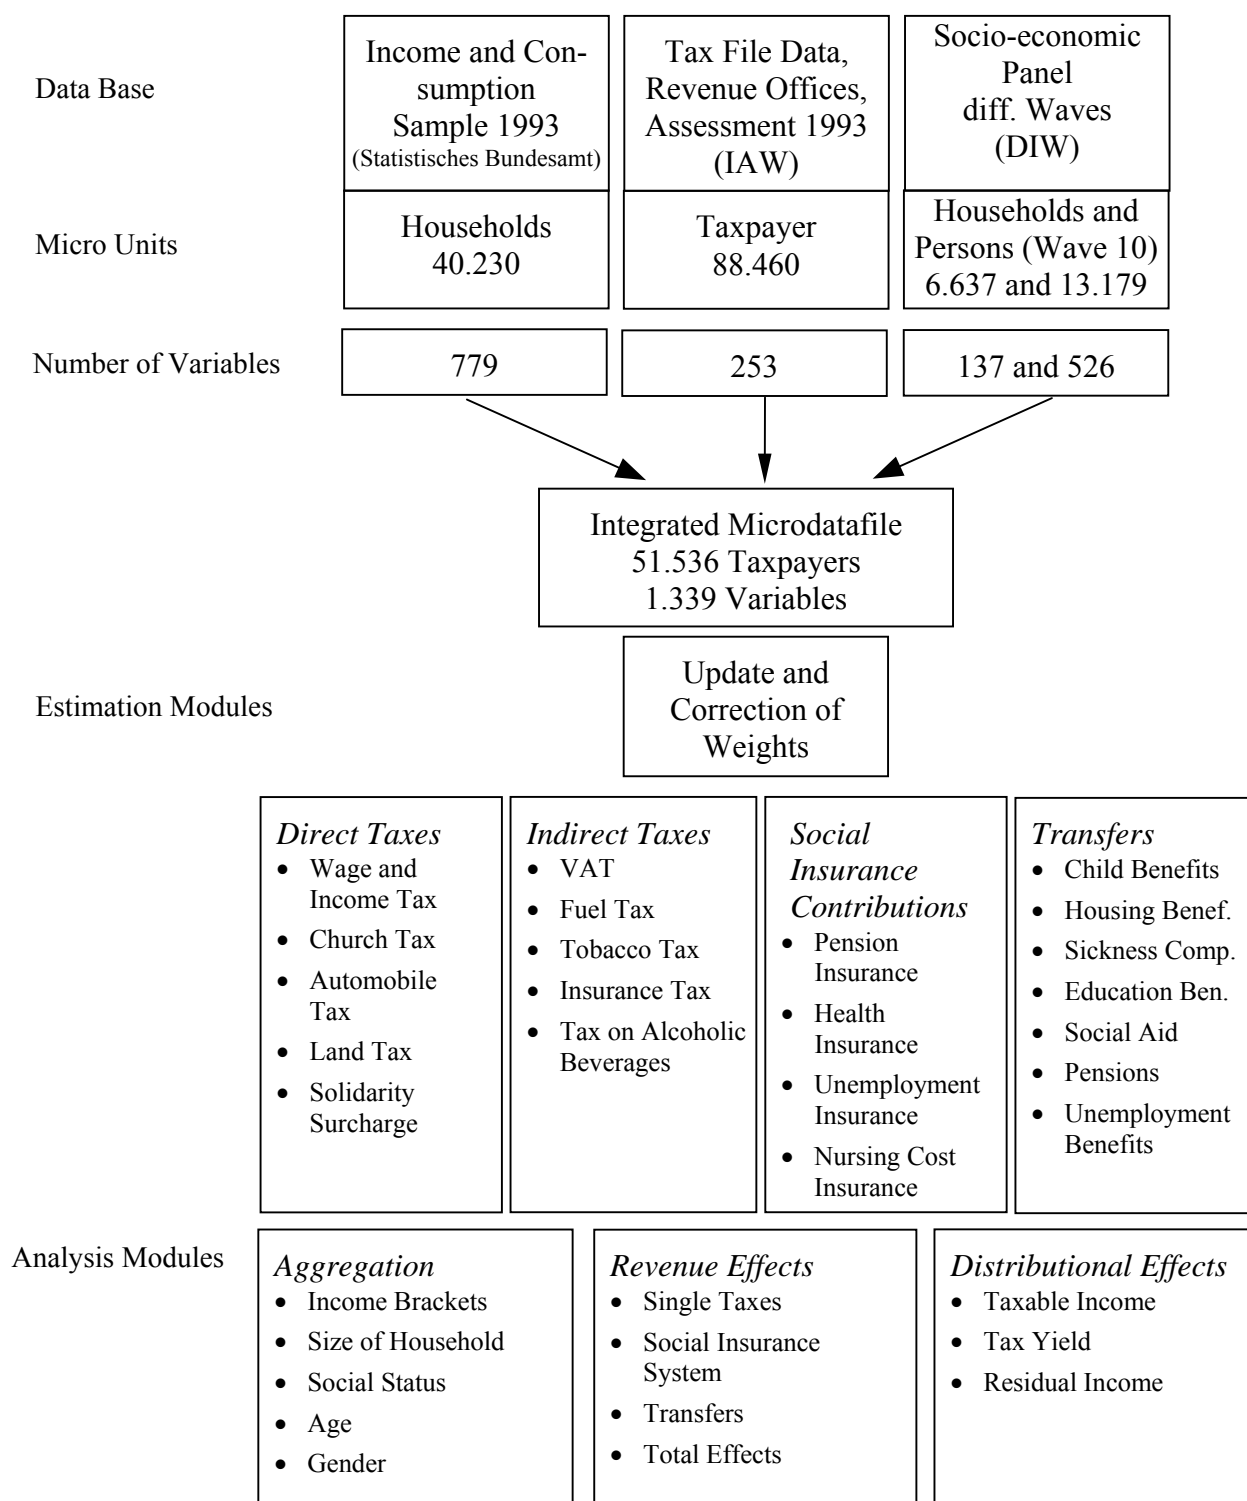 Data Base
Income and Con-
sumption
Sample 1993
(Statistisches Bundesamt)
Tax File Data,
Revenue Offices,
Assessment 1993
(IAW)
Socio-economic
Panel
diff. Waves
(DIW)
Micro Units
Households
40.230
Taxpayer
88.460
Households and
Persons (Wave 10)
6.637 and 13.179
Number of Variables
779
253
137 and 526
Integrated Microdatafile
51.536 Taxpayers
1.339 Variables
Estimation Modules
Update and
Correction of
Weights
Direct Taxes
• Wage and
Income Tax
• Church Tax
• Automobile
Tax
• Land Tax
• Solidarity
Surcharge
Indirect Taxes
• VAT
• Fuel Tax
• Tobacco Tax
• Insurance Tax
• Tax on Alcoholic
Beverages
Social
Insurance
Contributions
• Pension
Insurance
• Health
Insurance
• Unemployment
Insurance
• Nursing Cost
Insurance
Transfers
• Child Benefits
• Housing Benef.
• Sickness Comp.
• Education Ben.
• Social Aid
• Pensions
• Unemployment
Benefits
Analysis Modules
Aggregation
• Income Brackets
• Size of Household
• Social Status
• Age
• Gender
Revenue Effects
• Single Taxes
• Social Insurance
System
• Transfers
• Total Effects
Distributional Effects
• Taxable Income
• Tax Yield
• Residual Income